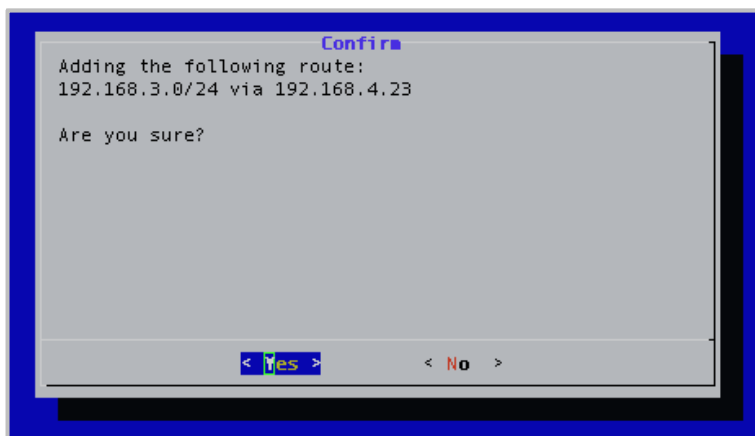 Confirm
Adding the following route:
192.168.3.0/24 via 192.168.4.23
Are you sure?
< Yes > < No >